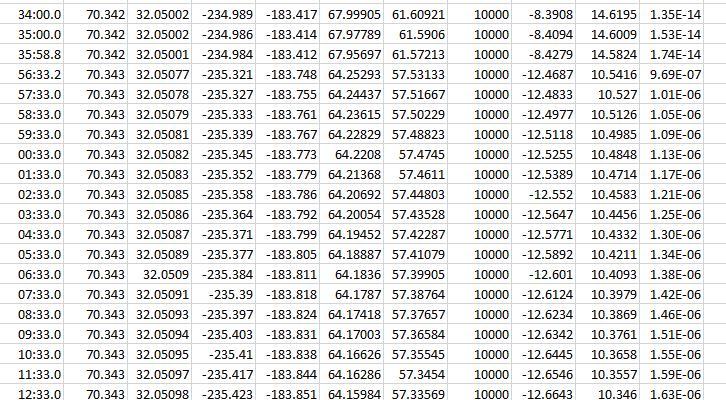 34:00.0 70.342 32.05002 -234.989 -183.417 67.99905 61.60921 10000 -8.3908 14.6195 1.35E-14
35:00.0 70.342 32.05002 -234.986 -183.414 67.97789 61.5906 10000 -8.4094 14.6009 1.53E-14
35:58.8 70.342 32.05001 -234.984 -183.412 67.95697 61.57213 10000 -8.4279 14.5824 1.74E-14
56:33.2 70.343 32.05077 -235.321 -183.748 64.25293 57.53133 10000 -12.4687 10.5416 9.69E-07
57:33.0 70.343 32.05078 -235.327 -183.755 64.24437 57.51667 10000 -12.4833 10.527 1.01E-06
58:33.0 70.343 32.05079 -235.333 -183.761 64.23615 57.50229 10000 -12.4977 10.5126 1.05E-06
59:33.0 70.343 32.05081 -235.339 -183.767 64.22829 57.48823 10000 -12.5118 10.4985 1.09E-06
00:33.0 70.343 32.05082 -235.345 -183.773 64.2208 57.4745 10000 -12.5255 10.4848 1.13E-06
01:33.0 70.343 32.05083 -235.352 -183.779 64.21368 57.4611 10000 -12.5389 10.4714 1.17E-06
02:33.0 70.343 32.05085 -235.358 -183.786 64.20692 57.44803 10000 -12.552 10.4583 1.21E-06
03:33.0 70.343 32.05086 -235.364 -183.792 64.20054 57.43528 10000 -12.5647 10.4456 1.25E-06
04:33.0 70.343 32.05087 -235.371 -183.799 64.19452 57.42287 10000 -12.5771 10.4332 1.30E-06
05:33.0 70.343 32.05089 -235.377 -183.805 64.18887 57.41079 10000 -12.5892 10.4211 1.34E-06
06:33.0 70.343 32.0509 -235.384 -183.811 64.1836 57.39905 10000 -12.601 10.4093 1.38E-06
07:33.0 70.343 32.05091 -235.39 -183.818 64.1787 57.38764 10000 -12.6124 10.3979 1.42E-06
08:33.0 70.343 32.05093 -235.397 -183.824 64.17418 57.37657 10000 -12.6234 10.3869 1.46E-06
09:33.0 70.343 32.05094 -235.403 -183.831 64.17003 57.36584 10000 -12.6342 10.3761 1.51E-06
10:33.0 70.343 32.05095 -235.41 -183.838 64.16626 57.35545 10000 -12.6445 10.3658 1.55E-06
11:33.0 70.343 32.05097 -235.417 -183.844 64.16286 57.3454 10000 -12.6546 10.3557 1.59E-06
12:33.0 70.343 32.05098 -235.423 -183.851 64.15984 57.33569 10000 -12.6643 10.346 1.63E-06